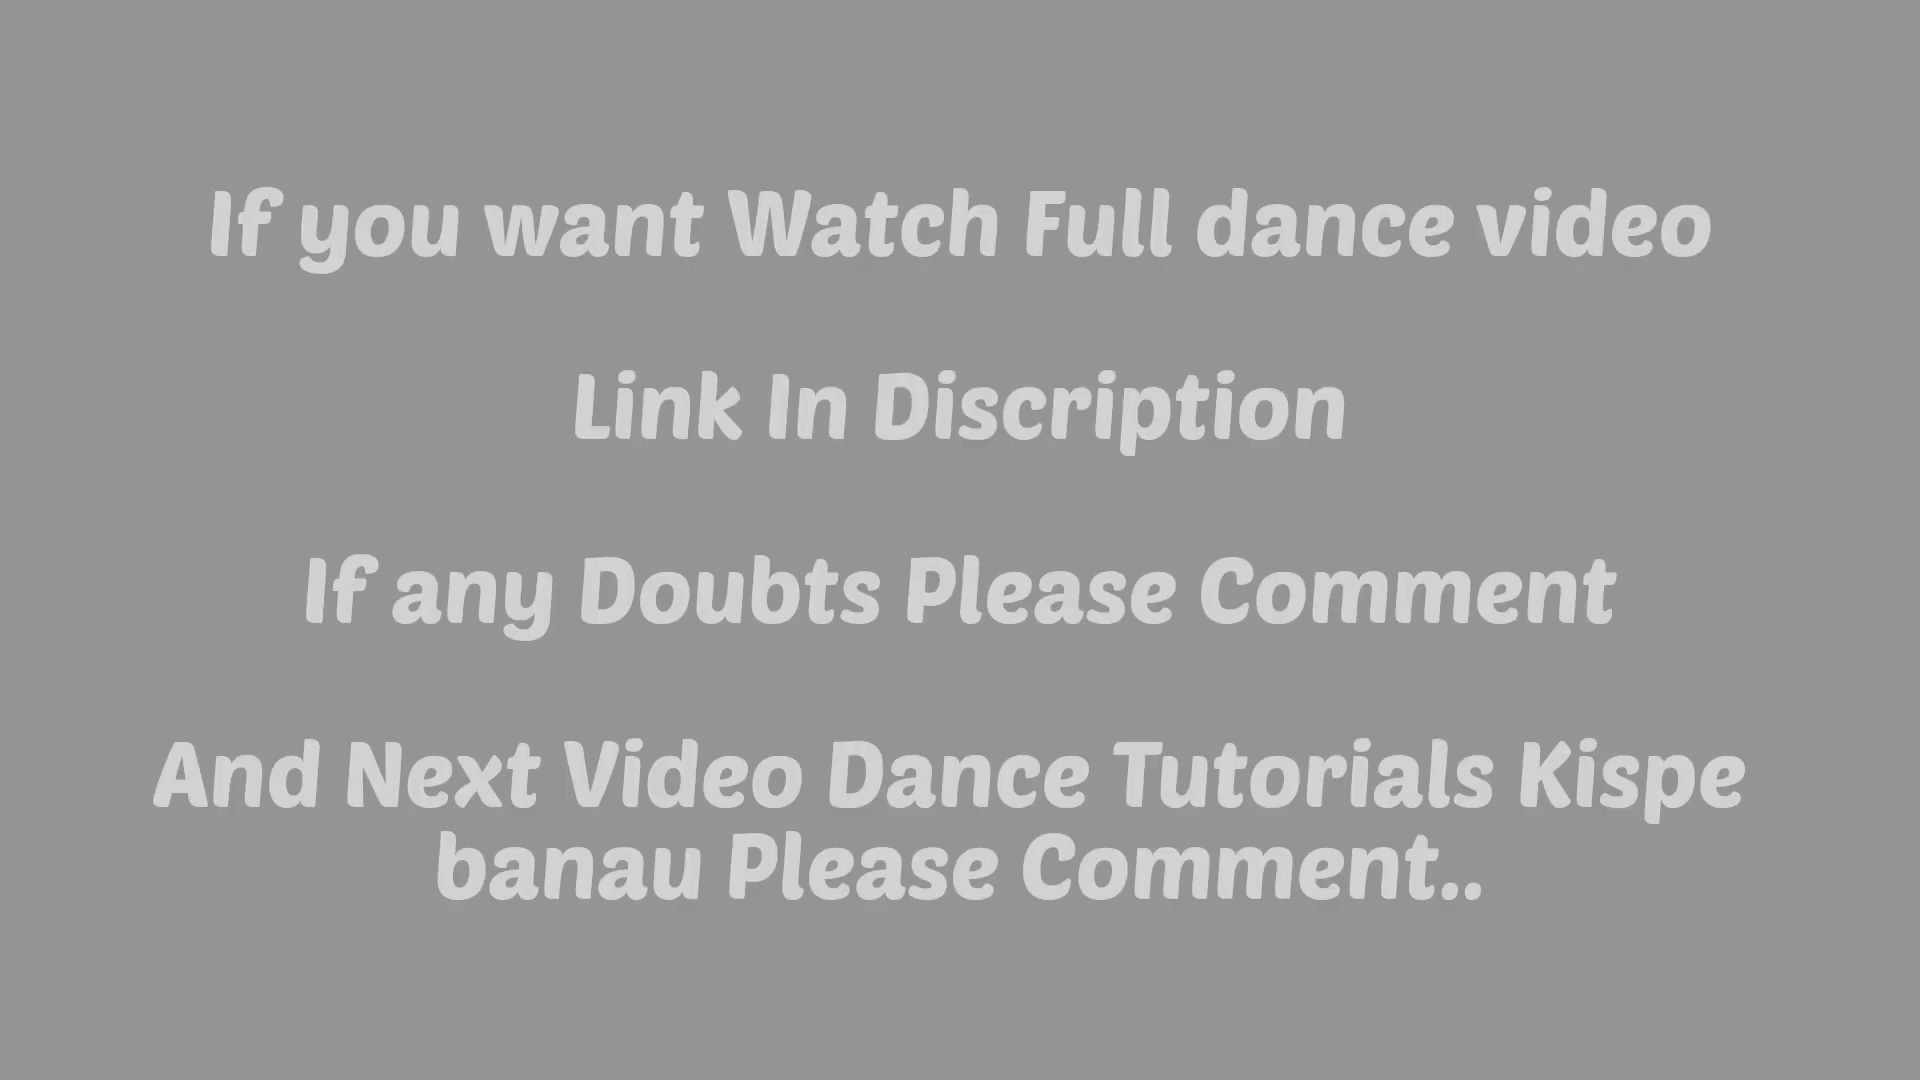 If you want Watch Full dance video
Link In Discription
If any Doubts Please Comment
And Next Video Dance Tutorials Kispe
banau Please Comment..